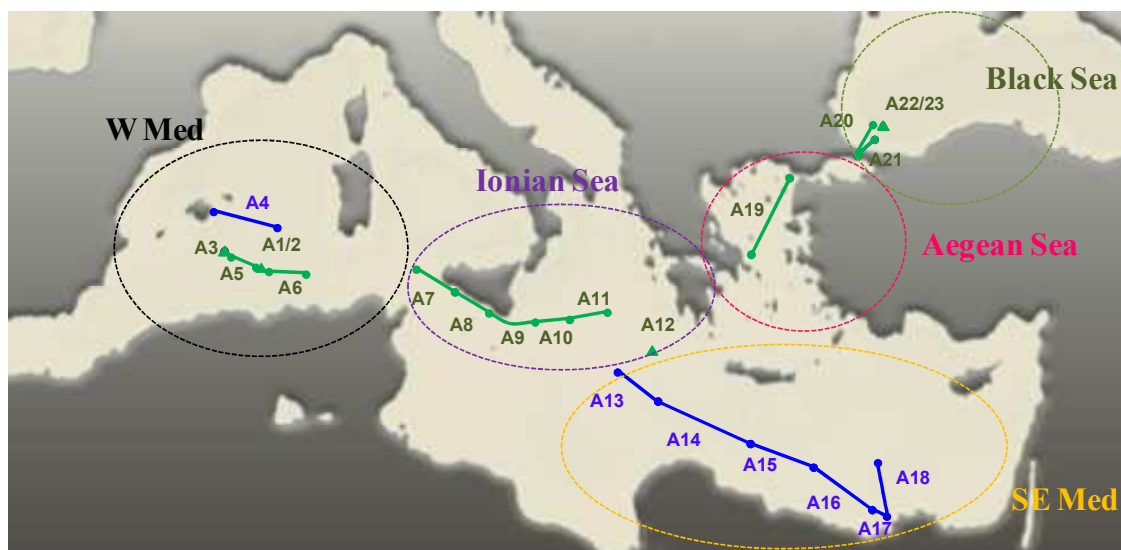 Black Sea
A22/23
A20
W Med
A21
Ionian Sea
A4
A19
A3
A1/2
Aegean Sea
A5
A6
A7
A11
A8
A12
A9
A10
A13
A14
A15
A18
A16
SE Med
A17